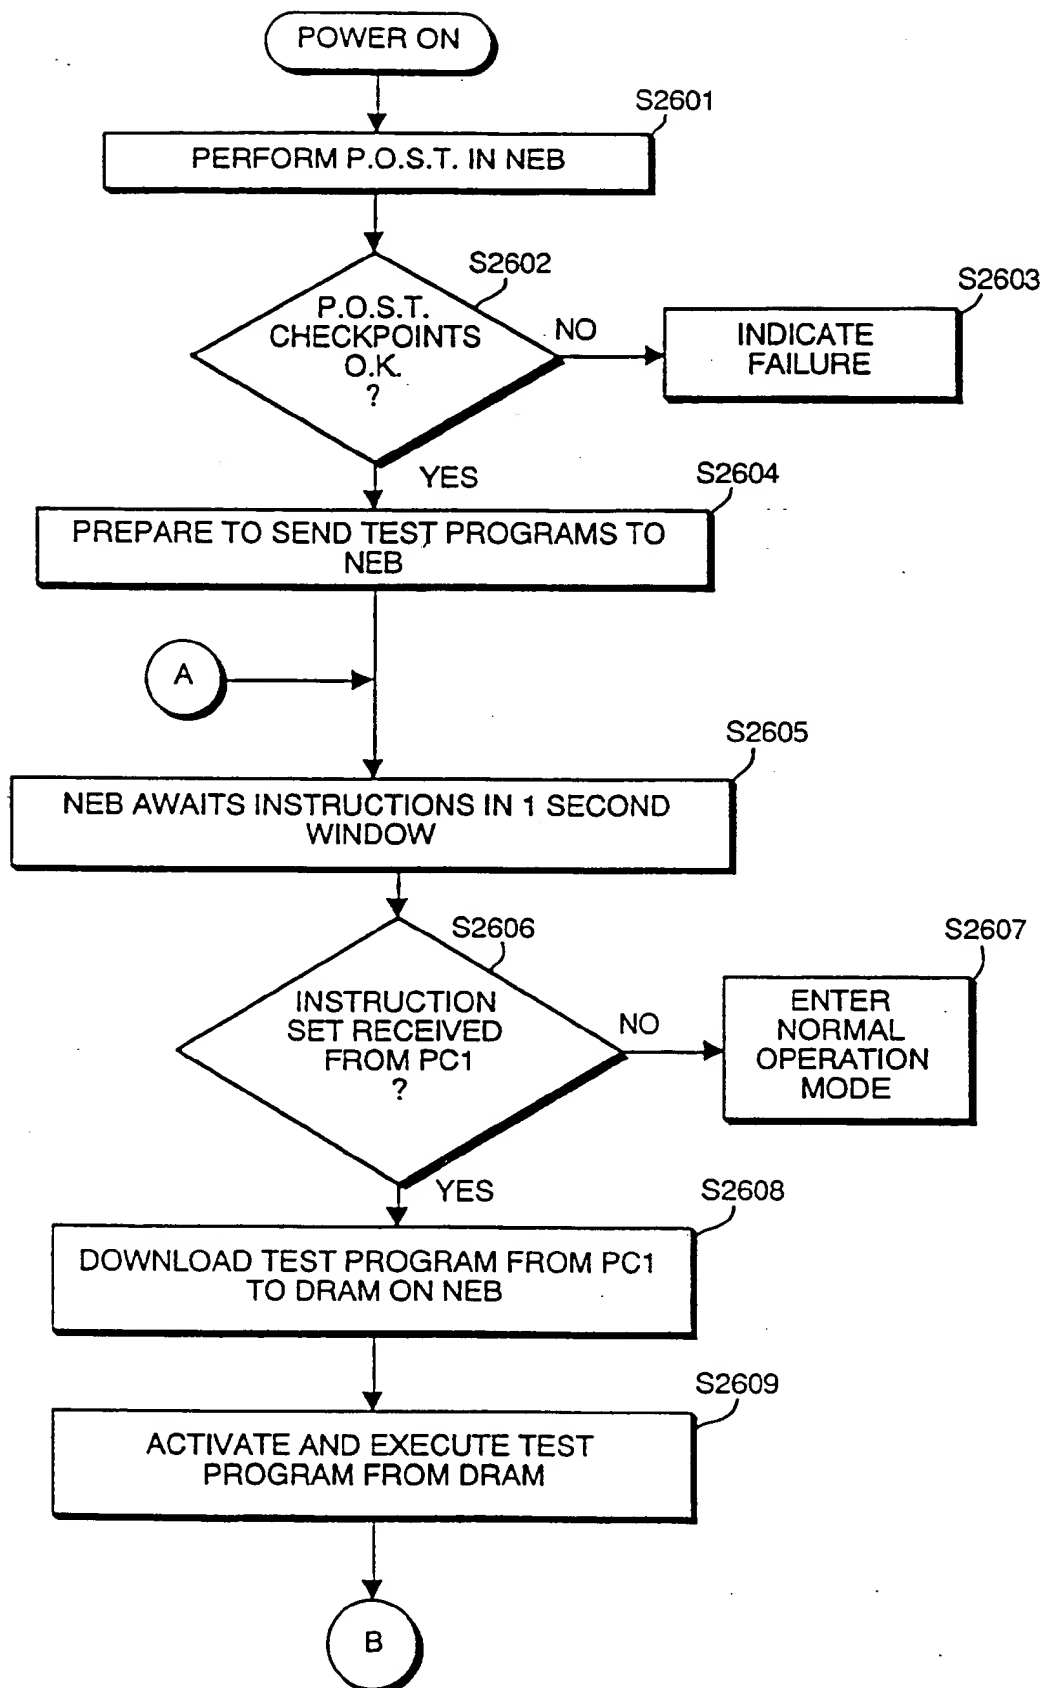 POWER ON
S2601
PERFORM P.O.S.T. IN NEB
S2602
P.O.S.T.
CHECKPOINTS
O.K.
?
NO
S2603
INDICATE
FAILURE
YES
S2604
PREPARE TO SEND TEST PROGRAMS TO
NEB
A
S2605
NEB AWAITS INSTRUCTIONS IN 1 SECOND
WINDOW
S2606
INSTRUCTION
SET RECEIVED
FROM PC1
?
NO
S2607
ENTER
NORMAL
OPERATION
MODE
YES
S2608
DOWNLOAD TEST PROGRAM FROM PC1
TO DRAM ON NEB
S2609
ACTIVATE AND EXECUTE TEST
PROGRAM FROM DRAM
B